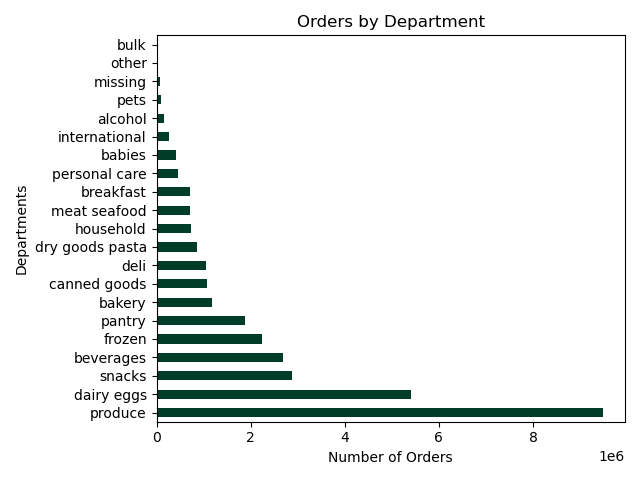 Orders by Department
bulk
other
missing
pets
alcohol
international
babies
personal care
breakfast
meat seafood
household
dry goods pasta
deli
canned goods
bakery
pantry
frozen
beverages
snacks
dairy eggs
produce
Departments
0 2 4 6 8
1e6
Number of Orders